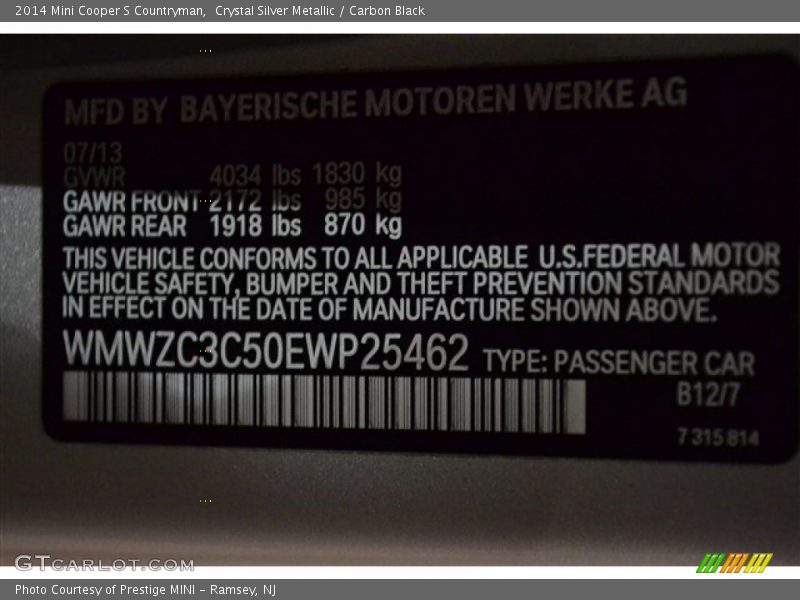 2014 Mini Cooper S Countryman, Crystal Silver Metallic / Carbon Black
MFD BY BAYERISCHE MOTOREN WERKE AG
07/13
GVWR 4034 lbs 1830 kg
GAWR FRONT 2172 lbs 985 kg
GAWR REAR 1918 lbs 870 kg
THIS VEHICLE CONFORMS TO ALL APPLICABLE U.S.FEDERAL MOTOR
VEHICLE SAFETY, BUMPER AND THEFT PREVENTION STANDARDS
IN EFFECT ON THE DATE OF MANUFACTURE SHOWN ABOVE.
WMWZC3C50EWP25462 TYPE: PASSENGER CAR
B12/7
7 315 814
GTCARLOT.COM
Photo Courtesy of Prestige MINI - Ramsey, NJ